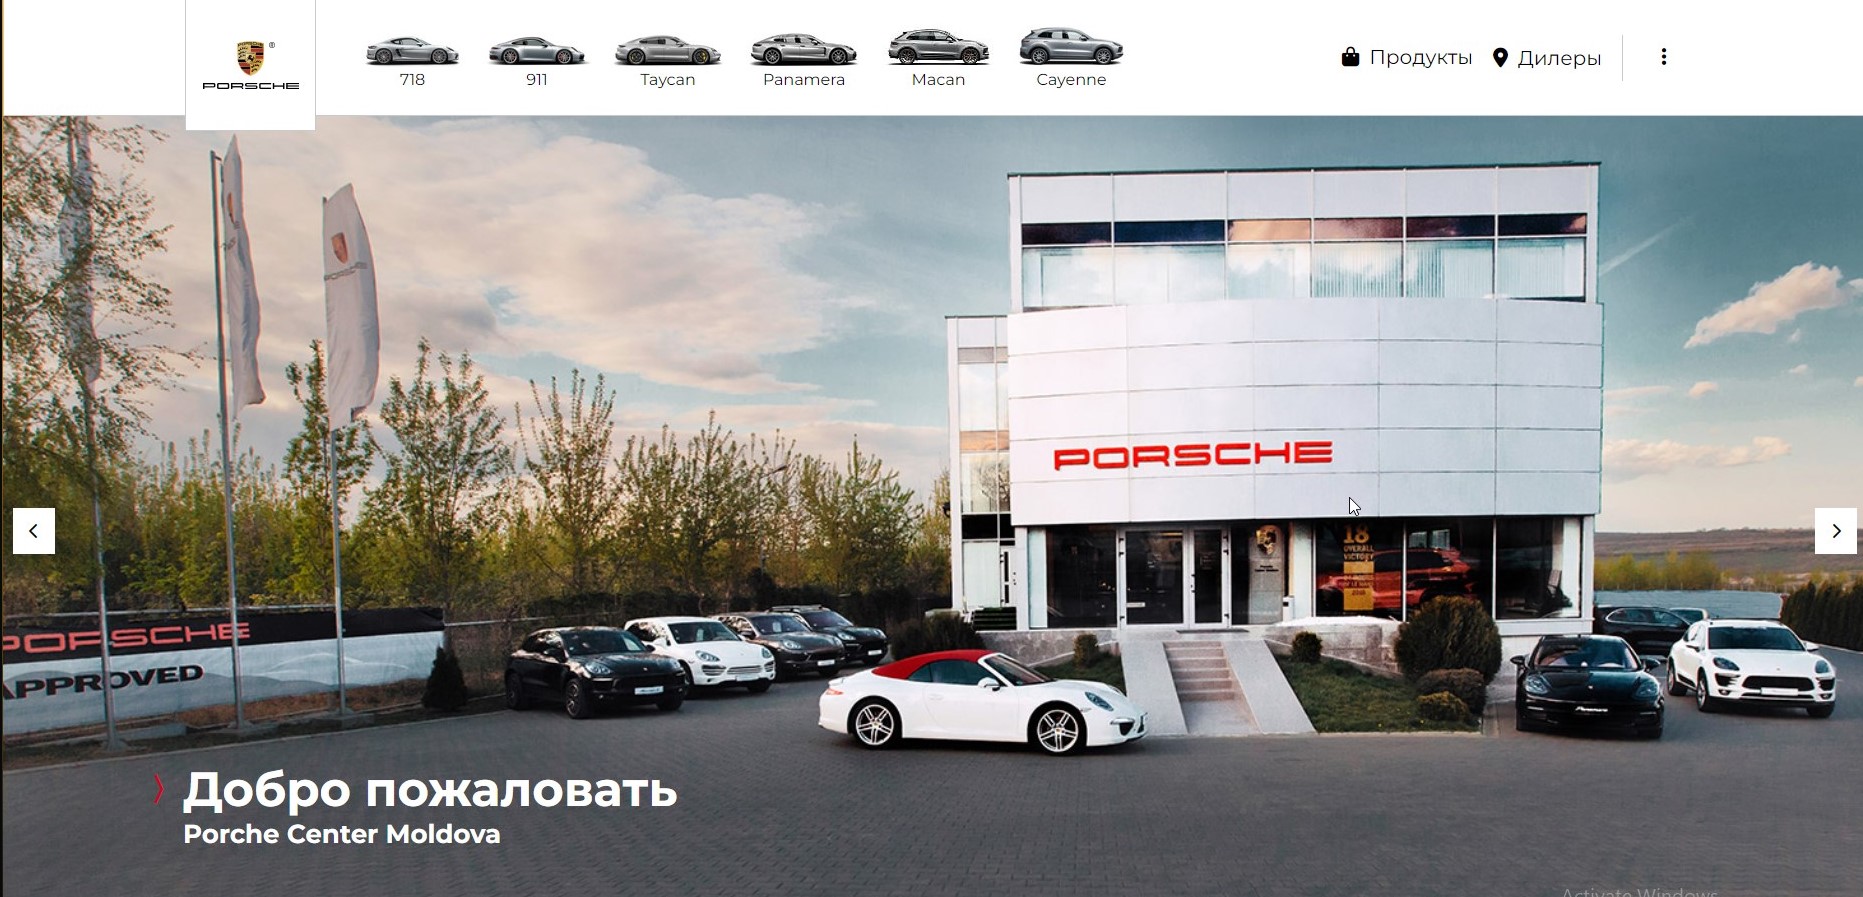 PORSCHE
718
911
Taycan
Panamera
Macan
Cayenne
Продукты
Дилеры
PORSCHE
PORSCHE
18
OVERALL
VICTORY
PORSCHE
APPROVED
Добро пожаловать
Porche Center Moldova
Activate Windows